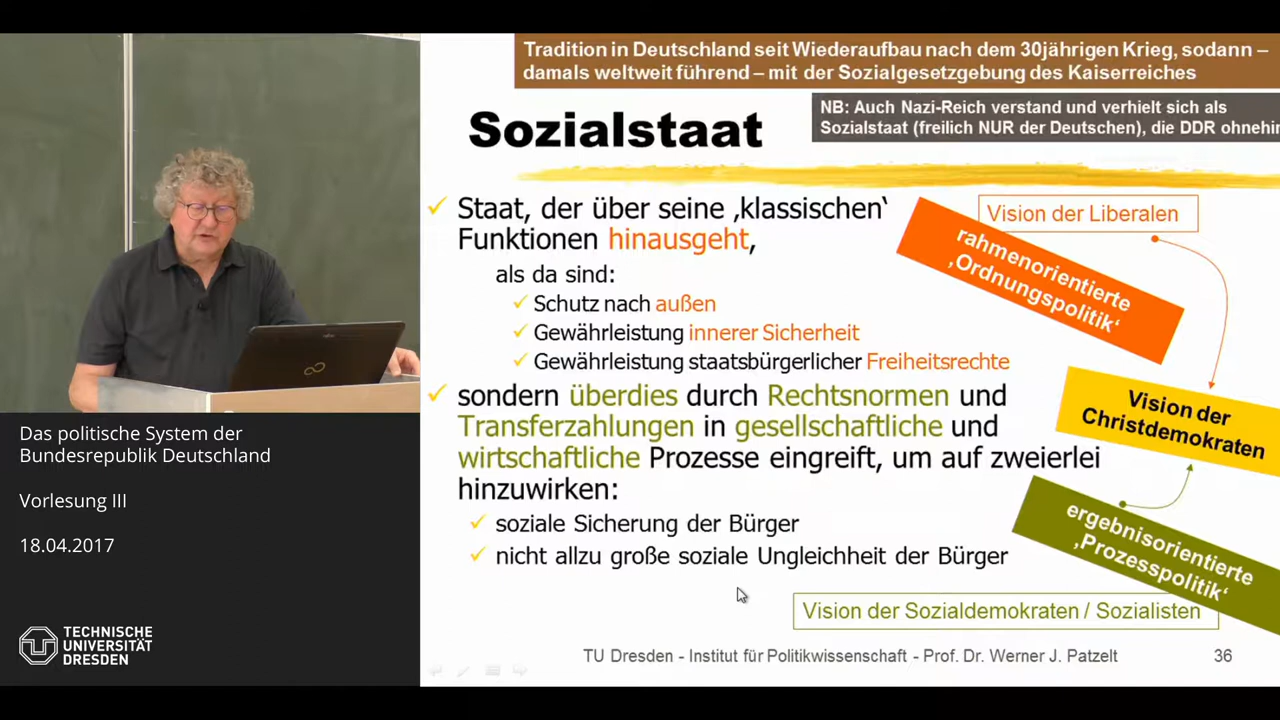 Tradition in Deutschland seit Wiederaufbau nach dem 30jährigen Krieg, sodann –
damals weltweit führend – mit der Sozialgesetzgebung des Kaiserreiches
NB: Auch Nazi-Reich verstand und verhielt sich als
Sozialstaat (freilich NUR der Deutschen), die DDR ohnehin
Sozialstaat
Staat, der über seine ‚klassischen‘
Funktionen hinausgeht,
als da sind:
Schutz nach außen
Gewährleistung innerer Sicherheit
Gewährleistung staatsbürgerlicher Freiheitsrechte
sondern überdies durch Rechtsnormen und
Transferzahlungen in gesellschaftliche und
wirtschaftliche Prozesse eingreift, um auf zweierlei
hinzuwirken:
soziale Sicherung der Bürger
nicht allzu große soziale Ungleichheit der Bürger
Vision der Liberalen
rahmenorientierte
‚Ordnungspolitik‘
Vision der
Christdemokraten
ergebnisorientierte
‚Prozesspolitik‘
Vision der Sozialdemokraten / Sozialisten
TU Dresden - Institut für Politikwissenschaft - Prof. Dr. Werner J. Patzelt
36
Das politische System der
Bundesrepublik Deutschland
Vorlesung III
18.04.2017
TECHNISCHE
UNIVERSITÄT
DRESDEN